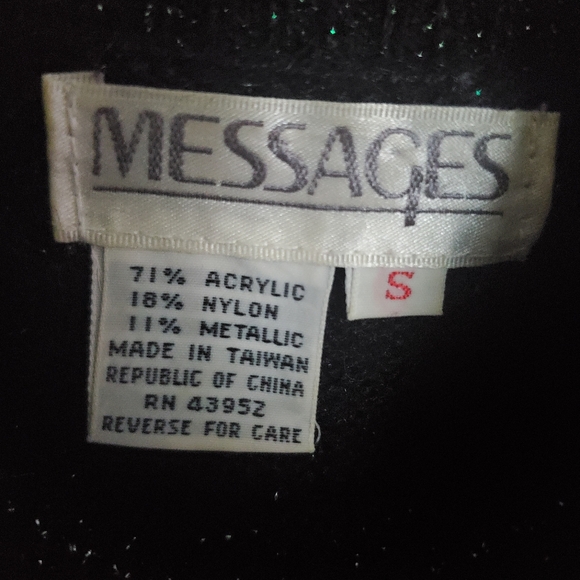 MESSAGES
S
71% ACRYLIC
18% NYLON
11% METALLIC
MADE IN TAIWAN
REPUBLIC OF CHINA
RN 43952
REVERSE FOR CARE